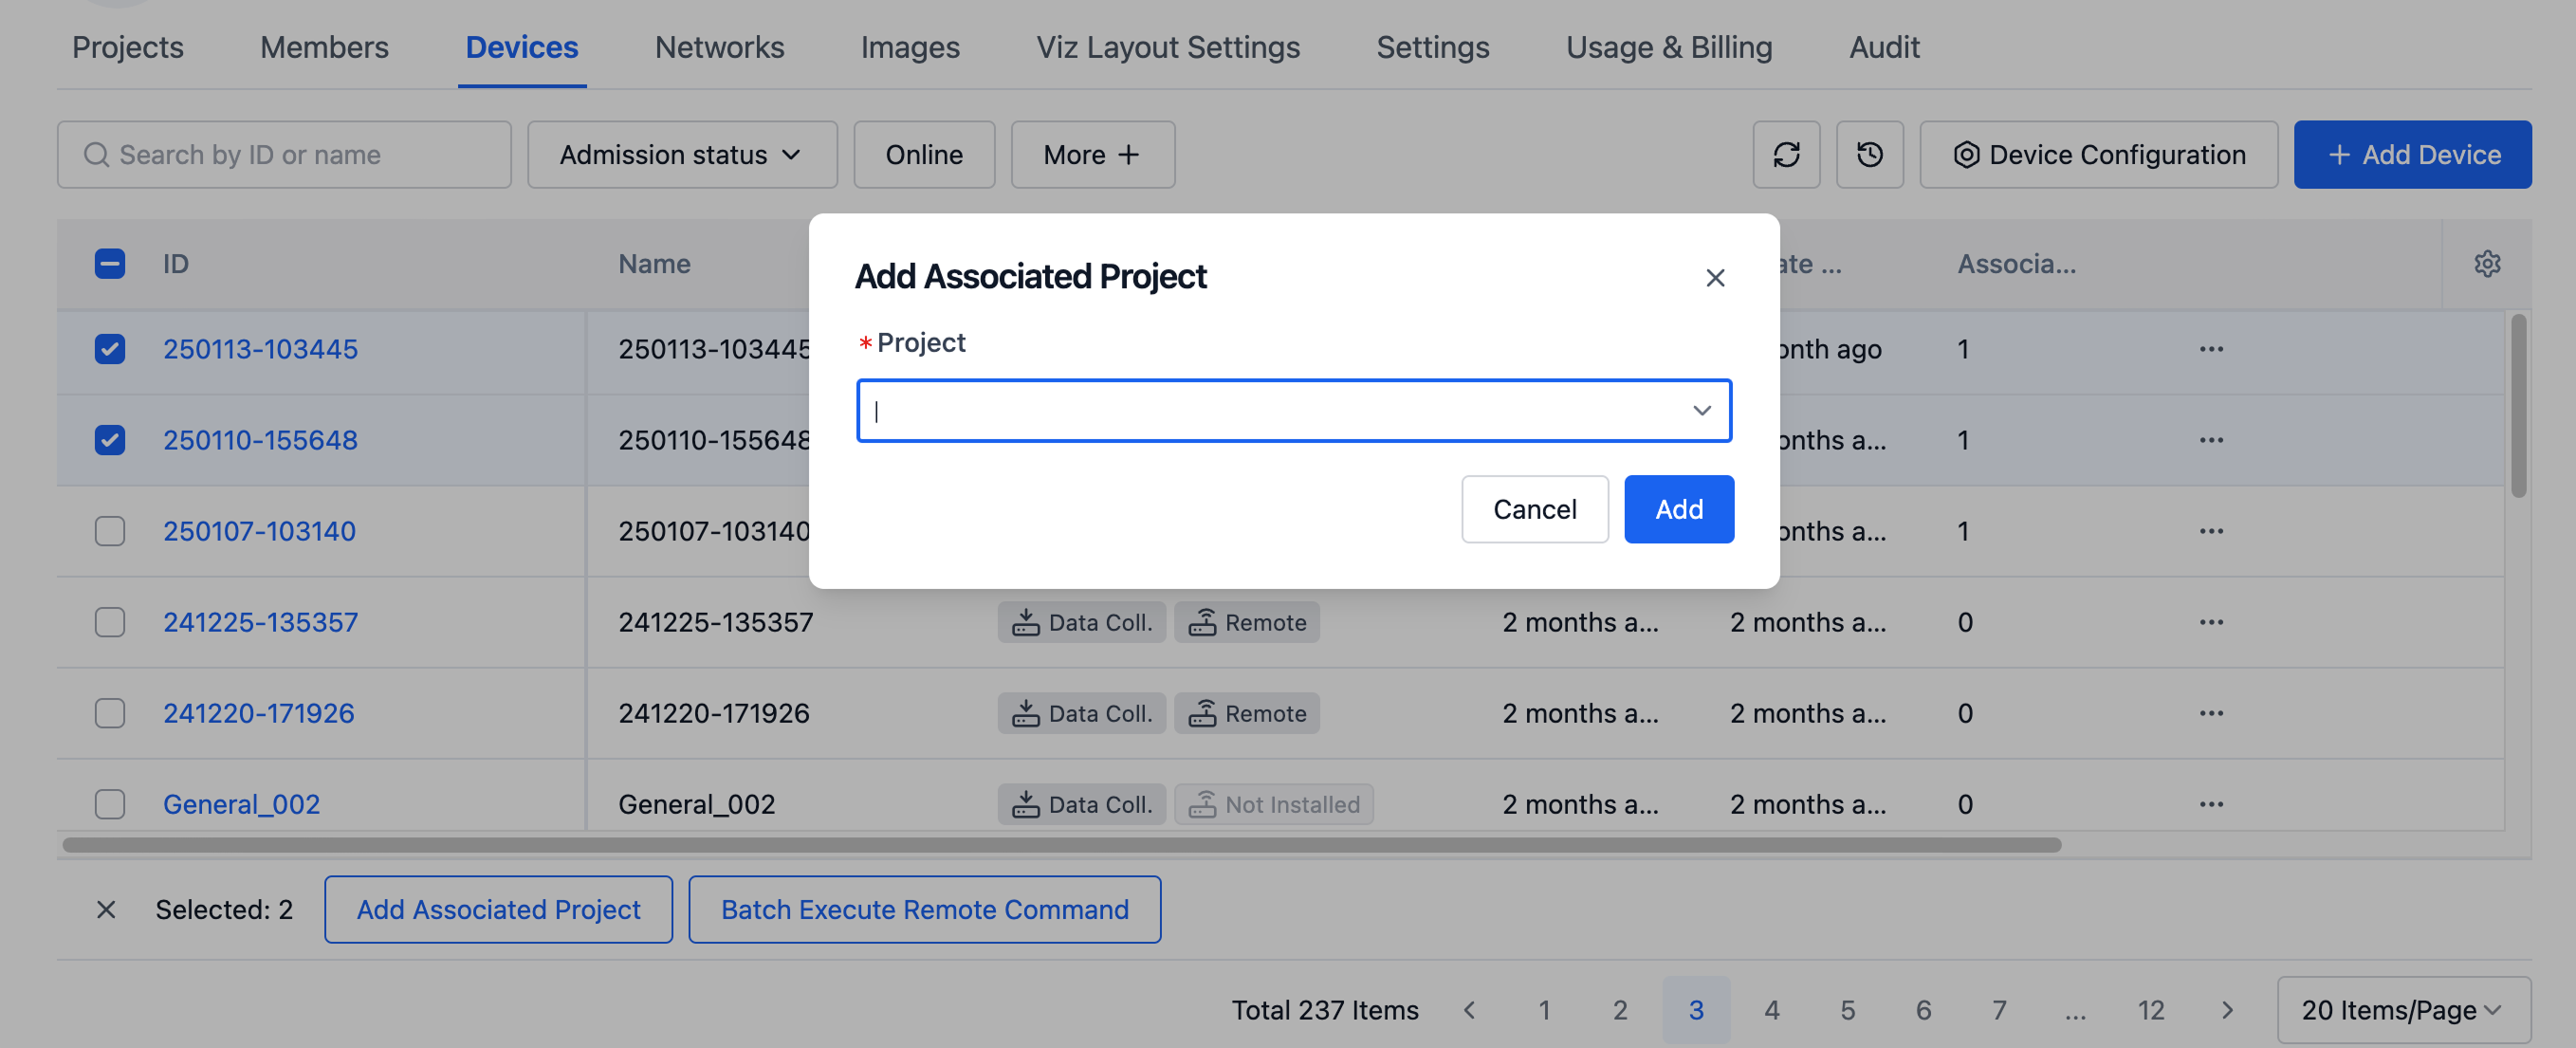 Projects Members Devices Networks Images Viz Layout Settings Settings Usage & Billing Audit
Search by ID or name Admission status Online More + Device Configuration + Add Device
ID Name ate ... Associa...
Add Associated Project
* Project
Cancel Add
250113-103445 250113-103445 onth ago 1 ...
250110-155648 250110-155648 onths a... 1 ...
250107-103140 250107-103140 onths a... 1 ...
241225-135357 241225-135357 Data Coll. Remote 2 months a... 2 months a... 0 ...
241220-171926 241220-171926 Data Coll. Remote 2 months a... 2 months a... 0 ...
General_002 General_002 Data Coll. Not Installed 2 months a... 2 months a... 0 ...
Selected: 2 Add Associated Project Batch Execute Remote Command
Total 237 Items < 1 2 3 4 5 6 7 ... 12 > 20 Items/Page